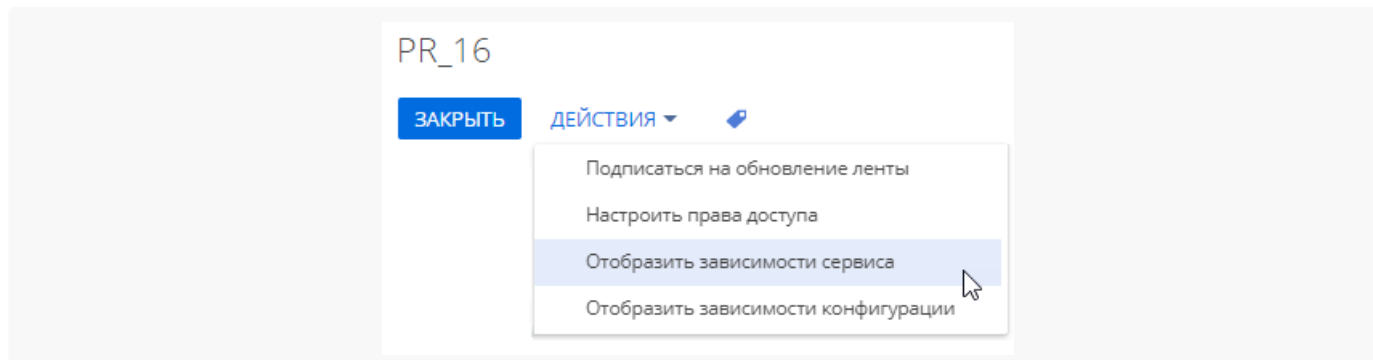 PR_16
ЗАКРЫТЬ ДЕЙСТВИЯ
Подписаться на обновление ленты
Настроить права доступа
Отобразить зависимости сервиса
Отобразить зависимости конфигурации